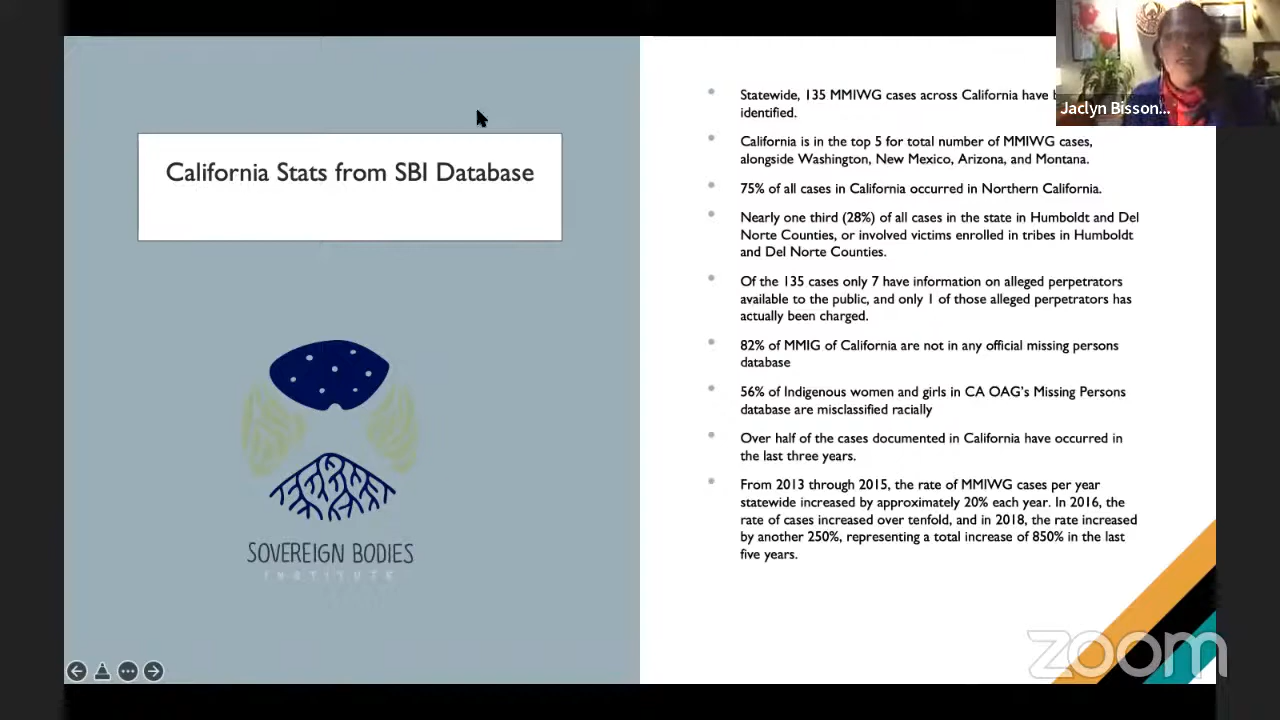 California Stats from SBI Database
SOVEREIGN BODIES
INSTITUTE
Statewide, 135 MMIWG cases across California have
identified.
California is in the top 5 for total number of MMIWG cases,
alongside Washington, New Mexico, Arizona, and Montana.
75% of all cases in California occurred in Northern California.
Nearly one third (28%) of all cases in the state in Humboldt and Del
Norte Counties, or involved victims enrolled in tribes in Humboldt
and Del Norte Counties.
Of the 135 cases only 7 have information on alleged perpetrators
available to the public, and only 1 of those alleged perpetrators has
actually been charged.
82% of MMIG of California are not in any official missing persons
database
56% of Indigenous women and girls in CA OAG's Missing Persons
database are misclassified racially
Over half of the cases documented in California have occurred in
the last three years.
From 2013 through 2015, the rate of MMIWG cases per year
statewide increased by approximately 20% each year. In 2016, the
rate of cases increased over tenfold, and in 2018, the rate increased
by another 250%, representing a total increase of 850% in the last
five years.
Jaclyn Bisson...
zoom